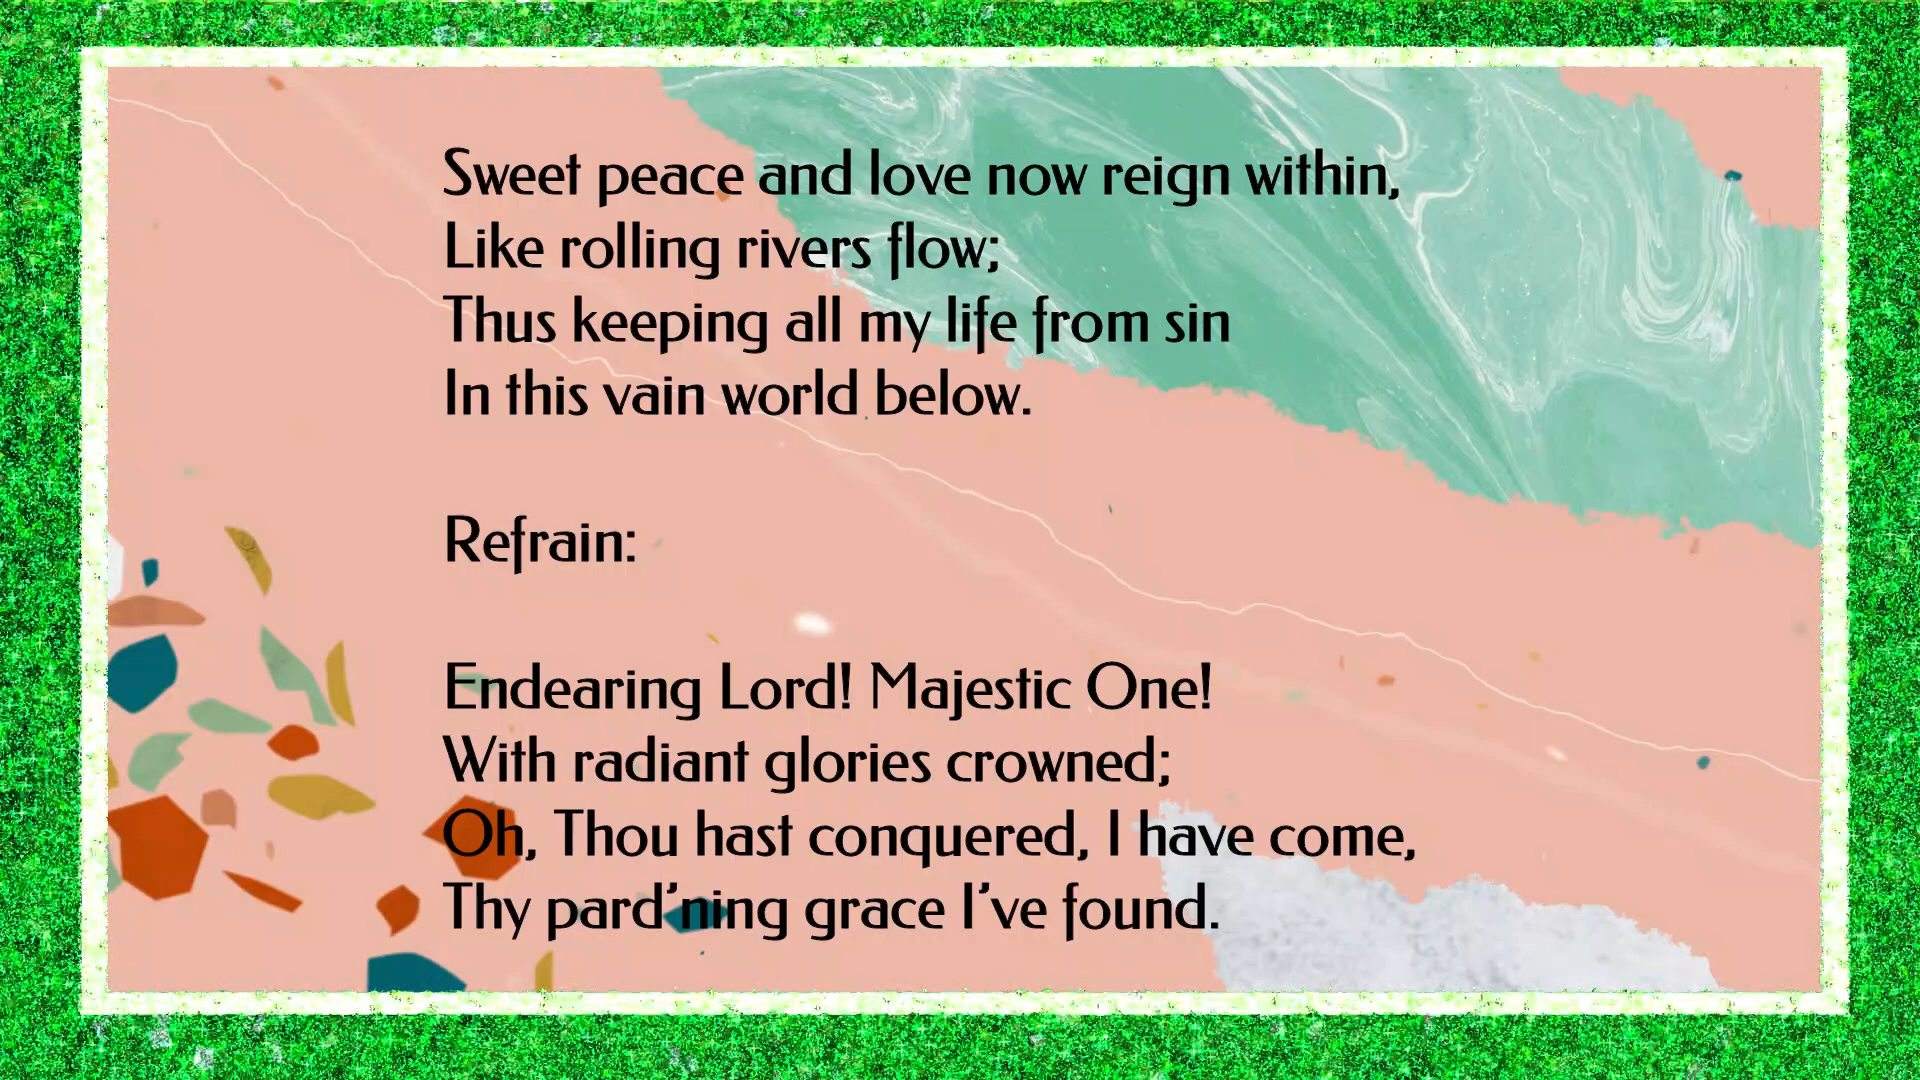 Sweet peace and love now reign within,
Like rolling rivers flow;
Thus keeping all my life from sin
In this vain world below.
Refrain:
Endearing Lord! Majestic One!
With radiant glories crowned;
Oh, Thou hast conquered, I have come,
Thy pard’ning grace I’ve found.